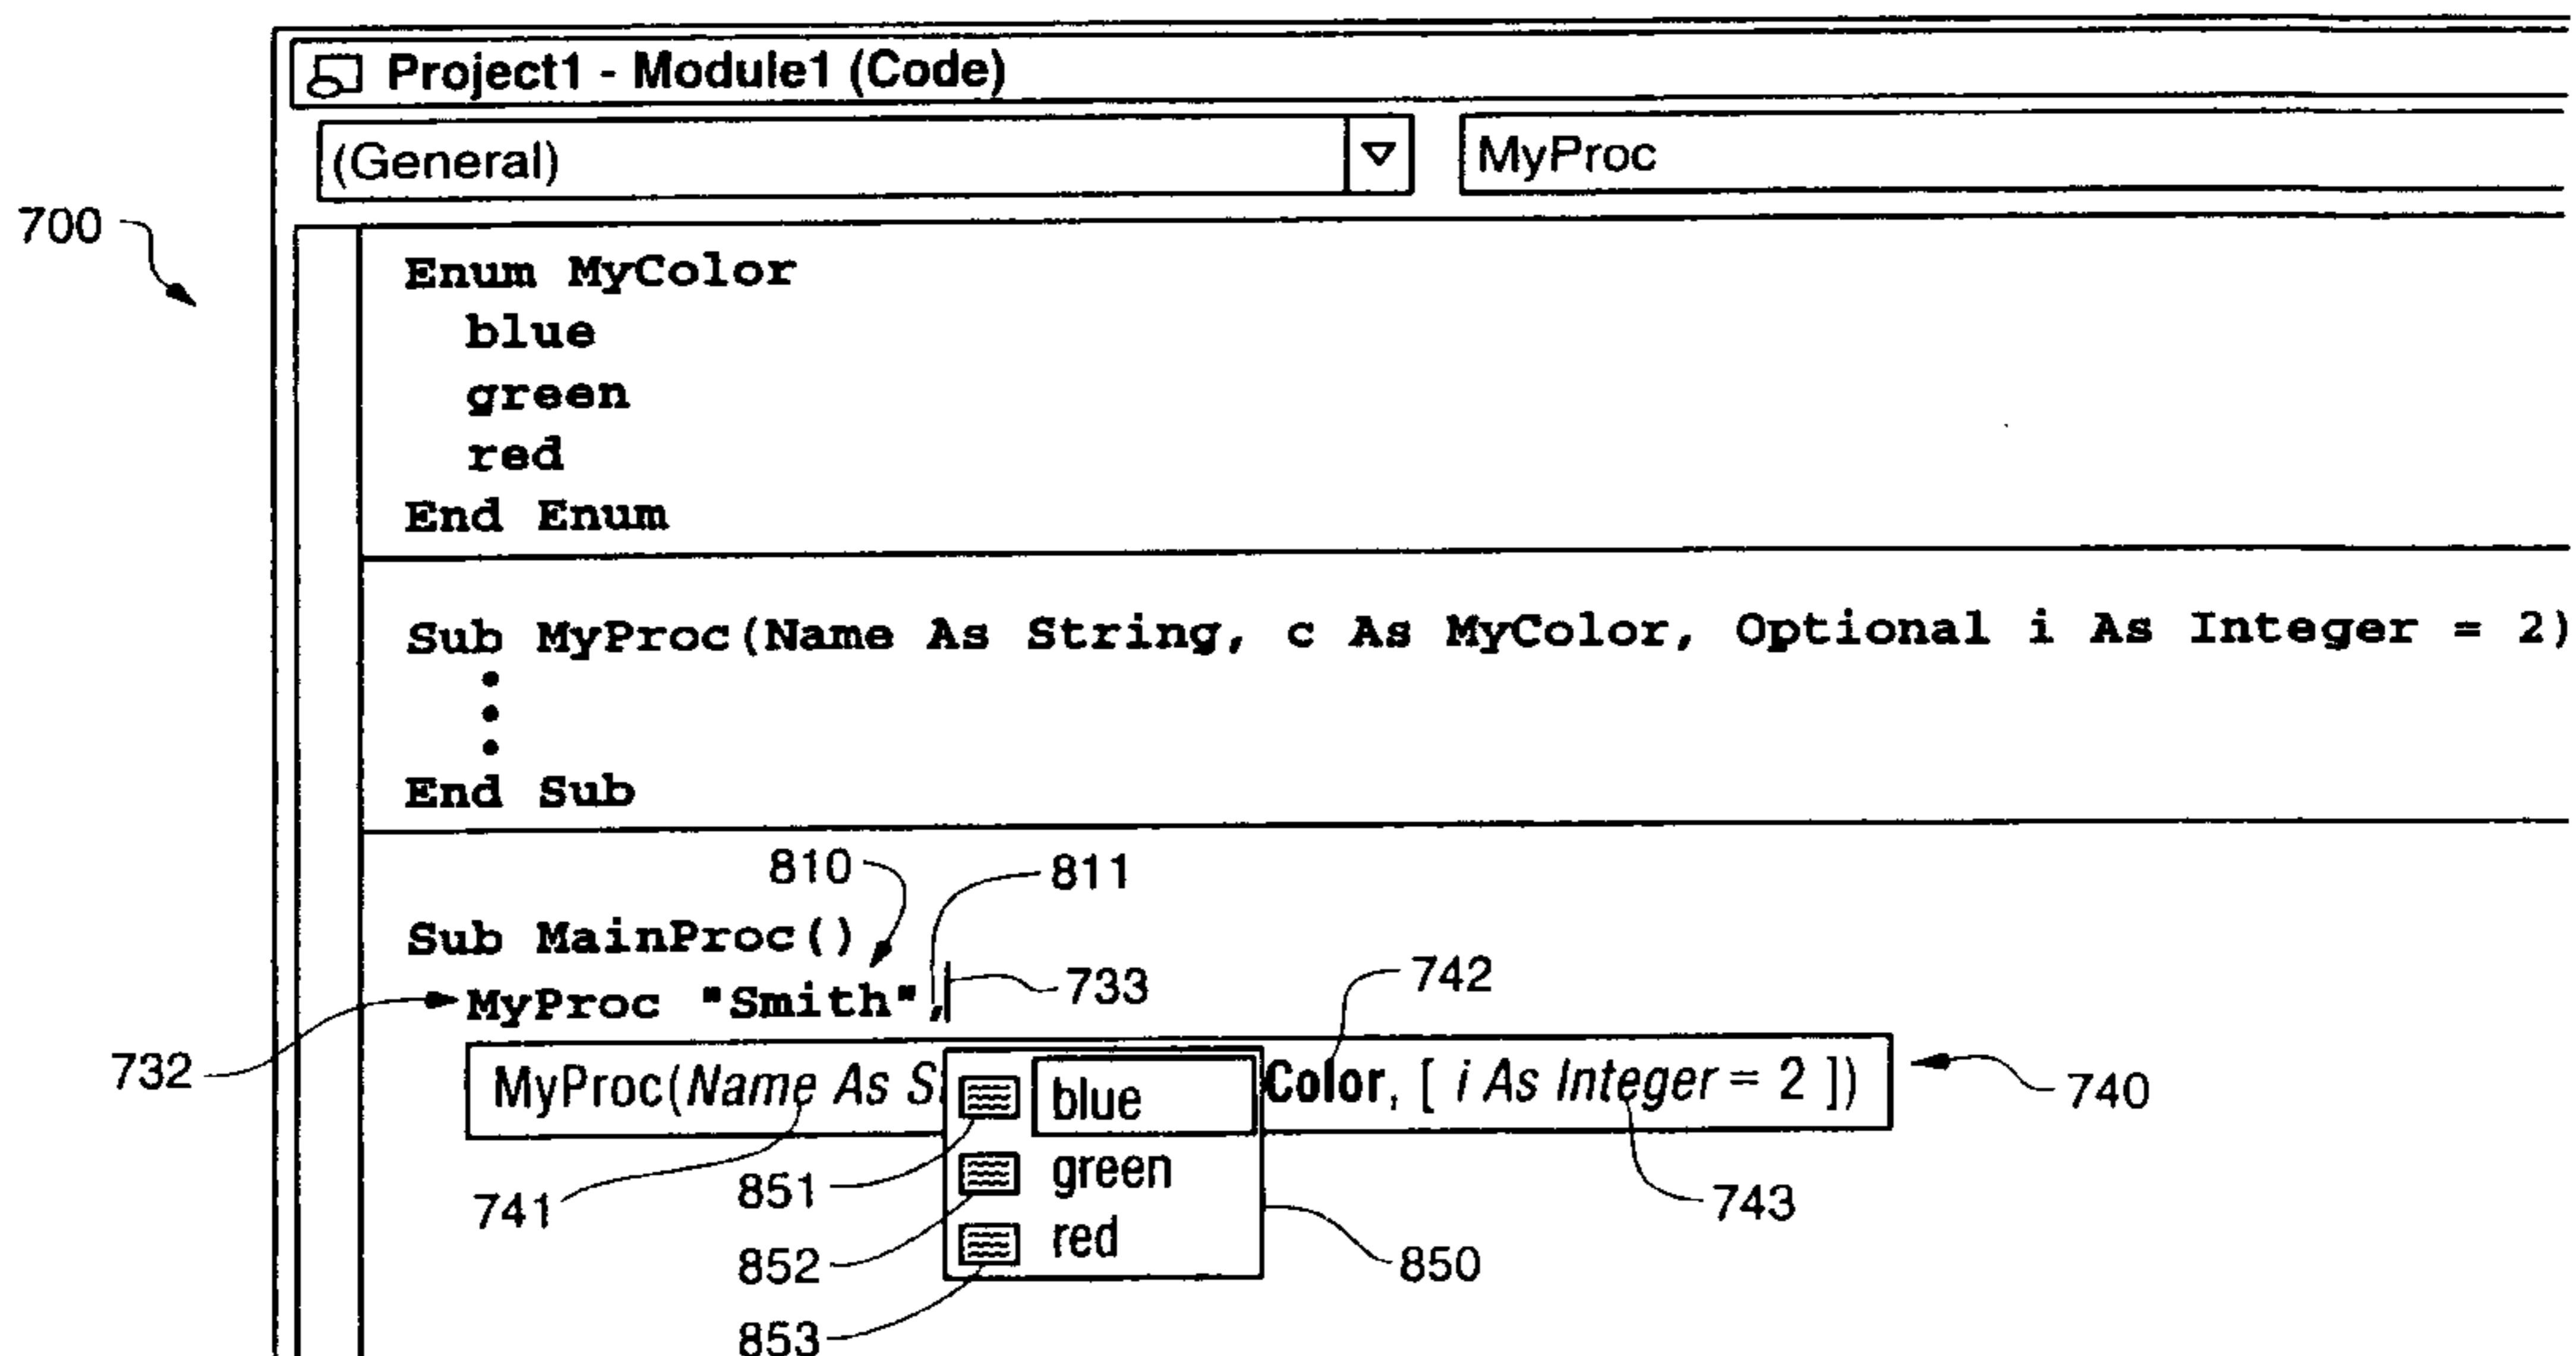 Project1 - Module1 (Code)
(General) MyProc
700
Enum MyColor
blue
green
red
End Enum
Sub MyProc(Name As String, c As MyColor, Optional i As Integer = 2)
End Sub
810 811
Sub MainProc()
MyProc "Smith", 733 742
732
MyProc(Name As S blue Color, [ i As Integer = 2 ]) 740
741 851 green 743
852 red 850
853